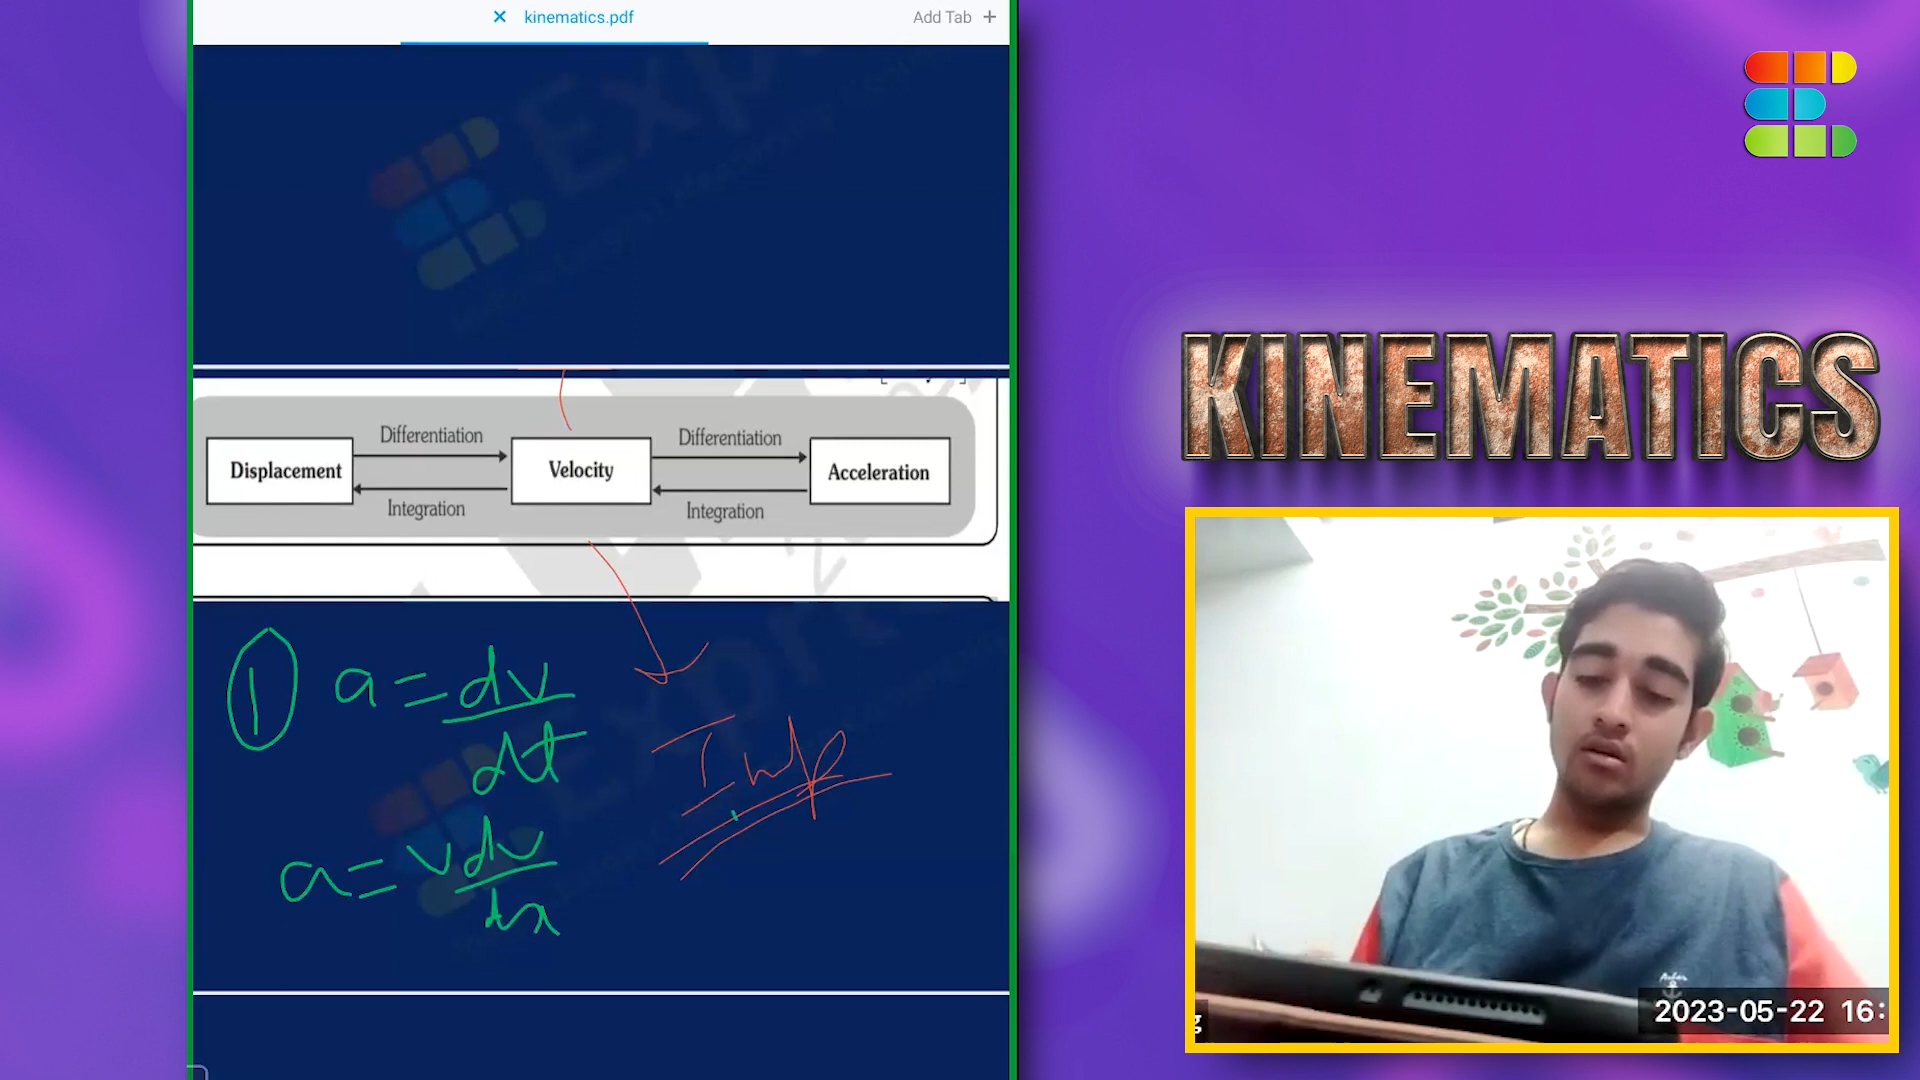 kinematics.pdf
Add Tab +
KINEMATICS
Differentiation
Differentiation
Displacement
Velocity
Acceleration
Integration
Integration
1 a = dv/dt
Imp
a = v dv/dx
2023-05-22 16: